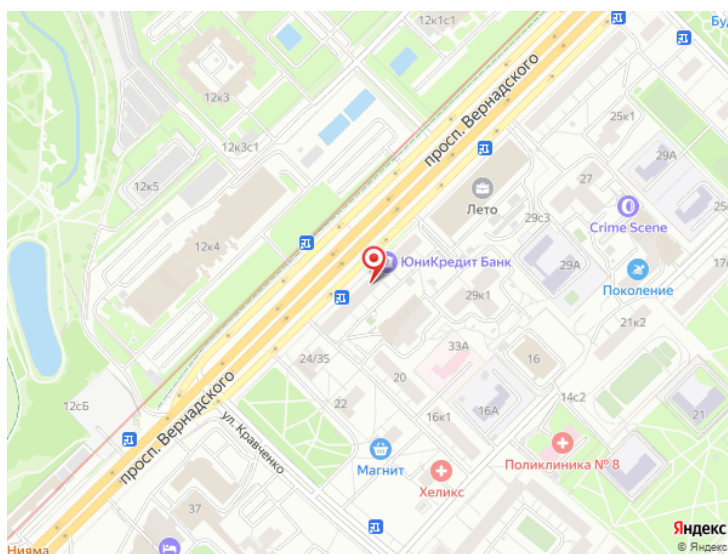 12к1с1
Буд
12к3
просп. Вернадского
25к1
12к3с1
29А
27
12к5
Лето
29с3
25
Crime Scene
12к4
ЮниКредит Банк
29А
17
Поколение
29к1
21к2
33А
24/35
16
20
14с2
12сБ
просп. Вернадского
22
16А
16к1
21
ул. Кравченко
Магнит
Поликлиника № 8
Хеликс
37
Яндекс
© Яндекс
Нияма